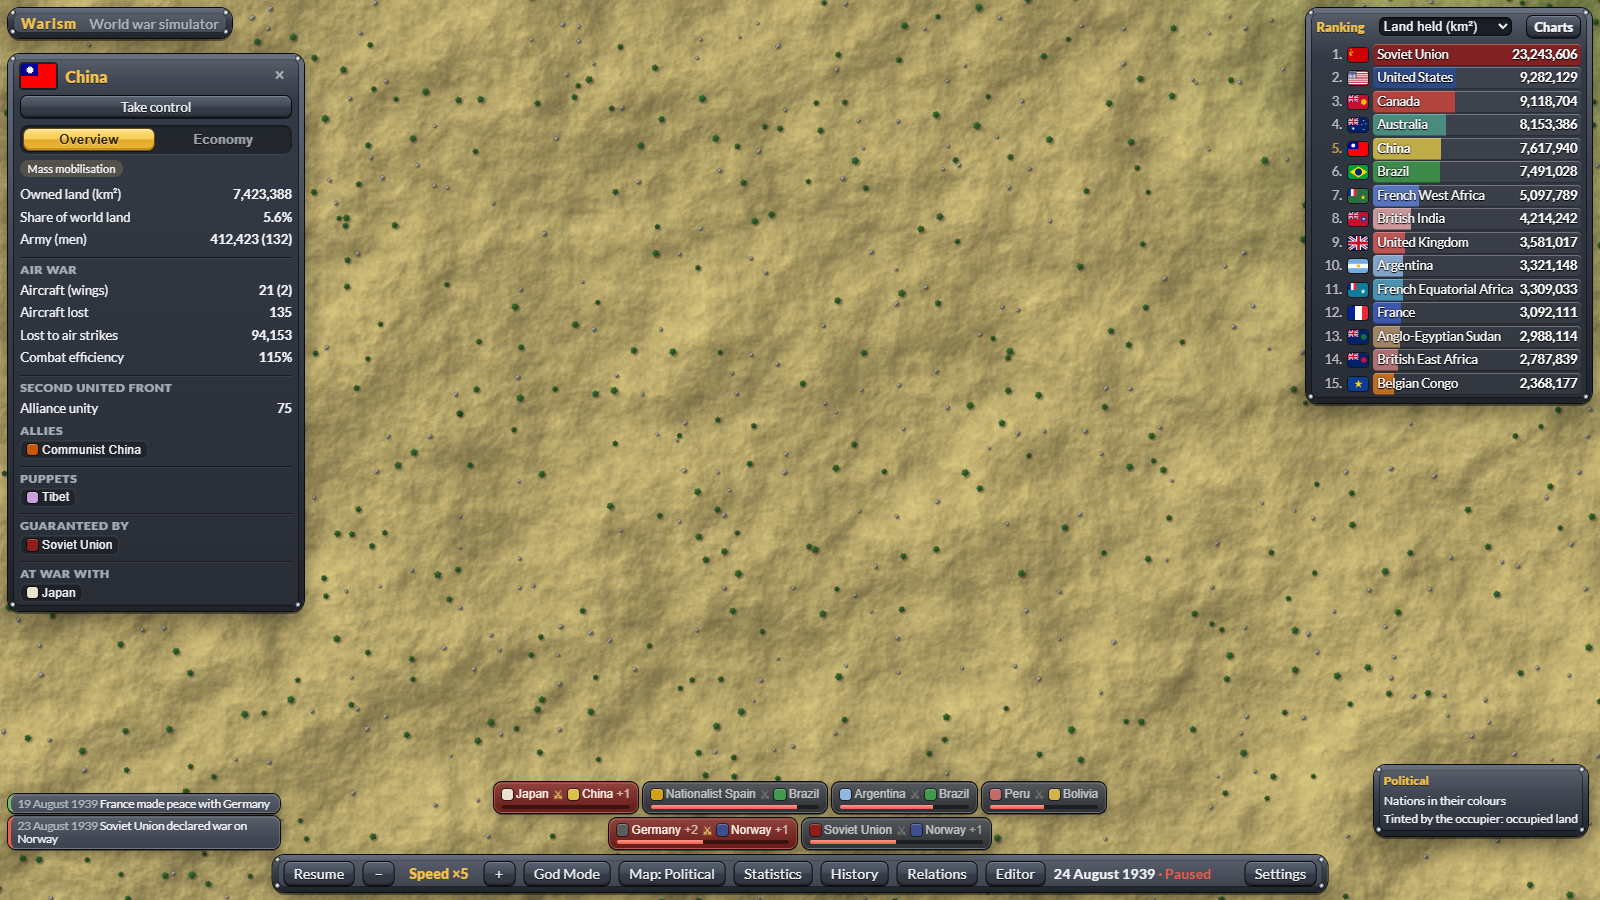 Warism World war simulator
China ×
Take control
Overview Economy
Mass mobilisation
Owned land (km²) 7,423,388
Share of world land 5.6%
Army (men) 412,423 (132)
AIR WAR
Aircraft (wings) 21 (2)
Aircraft lost 135
Lost to air strikes 94,153
Combat efficiency 115%
SECOND UNITED FRONT
Alliance unity 75
ALLIES
Communist China
PUPPETS
Tibet
GUARANTEED BY
Soviet Union
AT WAR WITH
Japan
Ranking Land held (km²) Charts
1. Soviet Union 23,243,606
2. United States 9,282,129
3. Canada 9,118,704
4. Australia 8,153,386
5. China 7,617,940
6. Brazil 7,491,028
7. French West Africa 5,097,789
8. British India 4,214,242
9. United Kingdom 3,581,017
10. Argentina 3,321,148
11. French Equatorial Africa 3,309,033
12. France 3,092,111
13. Anglo-Egyptian Sudan 2,988,114
14. British East Africa 2,787,839
15. Belgian Congo 2,368,177
19 August 1939 France made peace with Germany
23 August 1939 Soviet Union declared war on
Norway
Japan China +1
Nationalist Spain Brazil
Argentina Brazil
Peru Bolivia
Germany +2 Norway +1
Soviet Union Norway +1
Political
Nations in their colours
Tinted by the occupier: occupied land
Resume − Speed ×5 + God Mode Map: Political Statistics History Relations Editor 24 August 1939 · Paused Settings